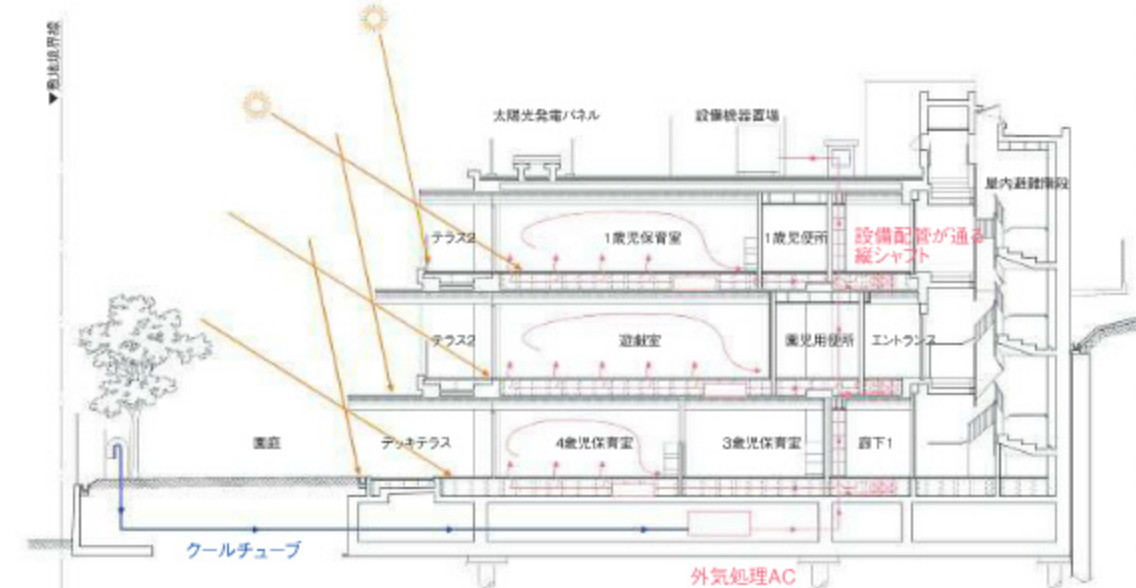 ▼敷地境界線
太陽光発電パネル
設備機器置場
屋内避難階段
テラス2
1歳児保育室
1歳児便所
設備配管が通る
縦シャフト
テラス2
遊戯室
園児用便所
エントランス
園庭
デッキテラス
4歳児保育室
3歳児保育室
廊下1
クールチューブ
外気処理AC